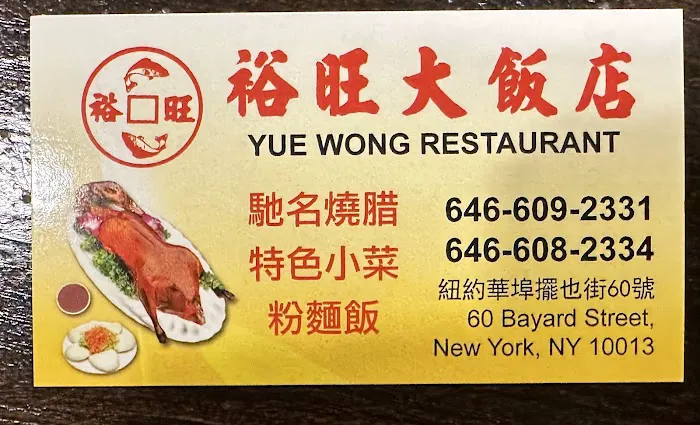 裕旺
裕旺大飯店
YUE WONG RESTAURANT
馳名燒腊
特色小菜
粉麵飯
646-609-2331
646-608-2334
紐約華埠擺也街60號
60 Bayard Street,
New York, NY 10013